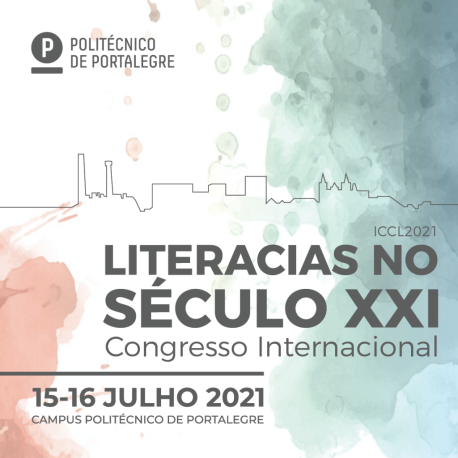 P
POLITÉCNICO
DE PORTALEGRE
ICCL2021
LITERACIAS NO
SÉCULO XXI
Congresso Internacional
15-16 JULHO 2021
CAMPUS POLITÉCNICO DE PORTALEGRE